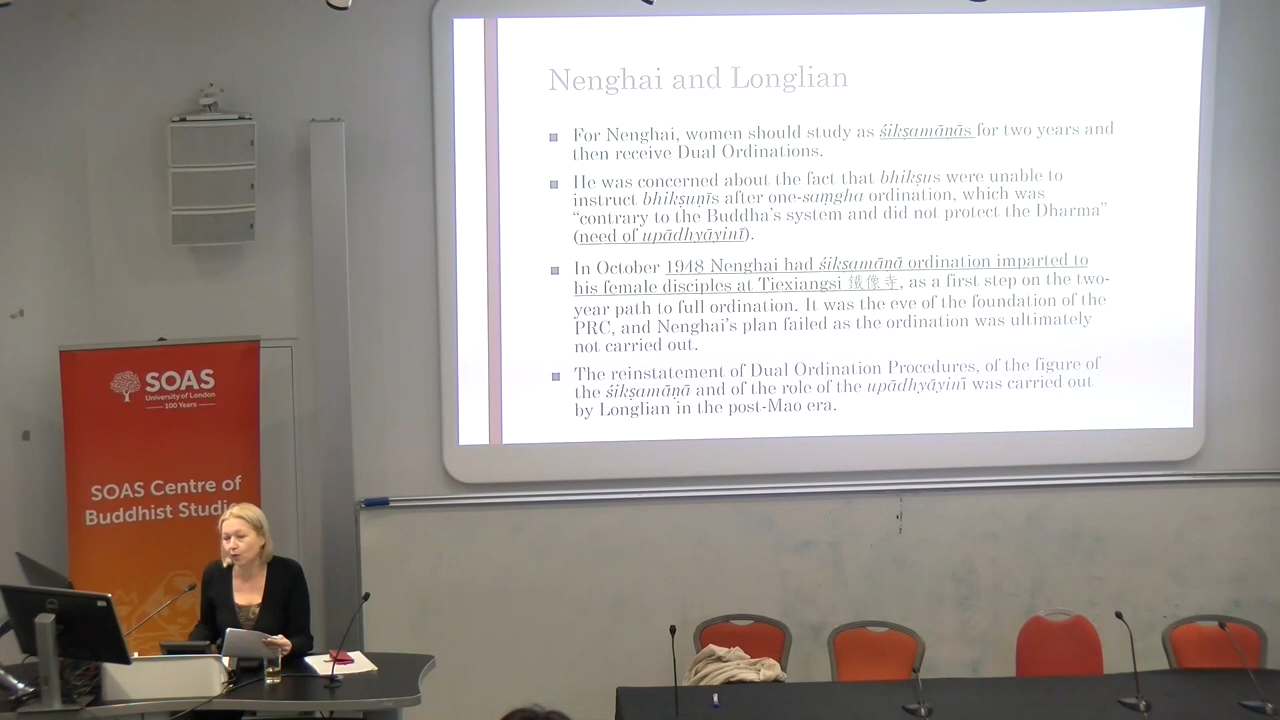 Nenghai and Longlian
For Nenghai, women should study as śikṣamāṇās for two years and
then receive Dual Ordinations.
He was concerned about the fact that bhikṣus were unable to
instruct bhikṣuṇīs after one-saṃgha ordination, which was
“contrary to the Buddha’s system and did not protect the Dharma”
(need of upādhyāyinī).
In October 1948 Nenghai had śikṣamāṇā ordination imparted to
his female disciples at Tiexiangsi 鐵像寺, as a first step on the two-
year path to full ordination. It was the eve of the foundation of the
PRC, and Nenghai’s plan failed as the ordination was ultimately
not carried out.
The reinstatement of Dual Ordination Procedures, of the figure of
the śikṣamāṇā and of the role of the upādhyāyinī was carried out
by Longlian in the post-Mao era.
SOAS
University of London
100 Years
SOAS Centre of
Buddhist Studi